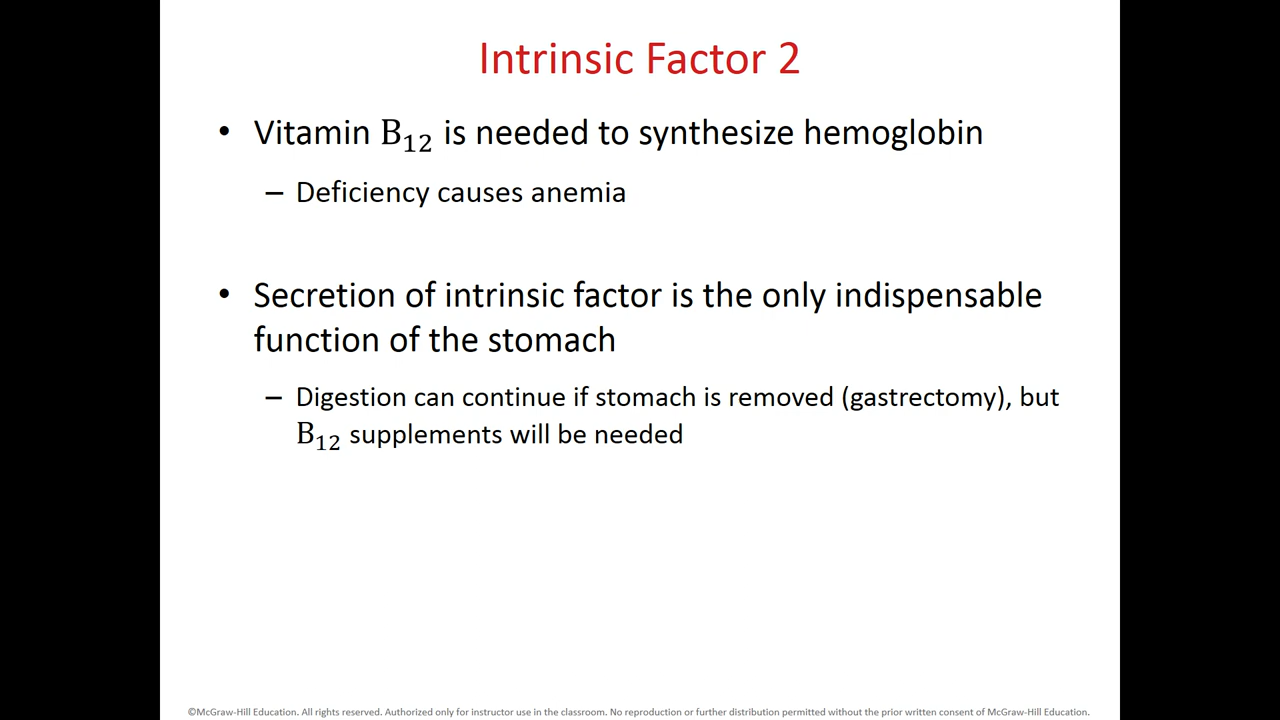 Intrinsic Factor 2
• Vitamin B₁₂ is needed to synthesize hemoglobin
– Deficiency causes anemia
• Secretion of intrinsic factor is the only indispensable
function of the stomach
– Digestion can continue if stomach is removed (gastrectomy), but
B₁₂ supplements will be needed
©McGraw-Hill Education. All rights reserved. Authorized only for instructor use in the classroom. No reproduction or further distribution permitted without the prior written consent of McGraw-Hill Education.